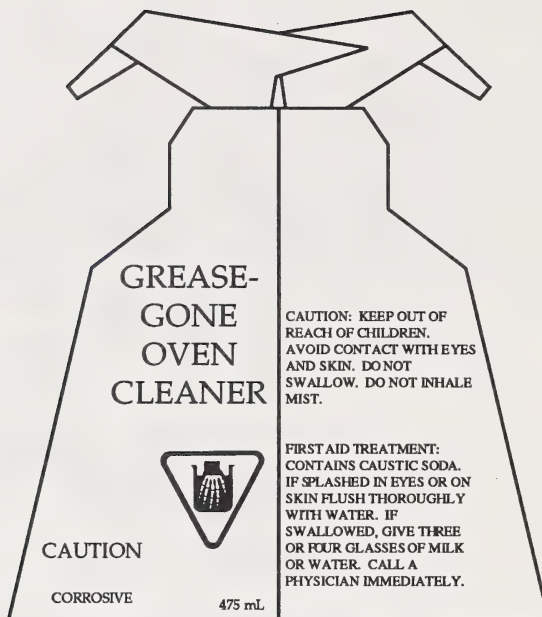 GREASE-
GONE
OVEN
CLEANER
CAUTION
CORROSIVE
475 mL
CAUTION: KEEP OUT OF
REACH OF CHILDREN.
AVOID CONTACT WITH EYES
AND SKIN. DO NOT
SWALLOW. DO NOT INHALE
MIST.
FIRST AID TREATMENT:
CONTAINS CAUSTIC SODA.
IF SPLASHED IN EYES OR ON
SKIN FLUSH THOROUGHLY
WITH WATER. IF
SWALLOWED, GIVE THREE
OR FOUR GLASSES OF MILK
OR WATER. CALL A
PHYSICIAN IMMEDIATELY.